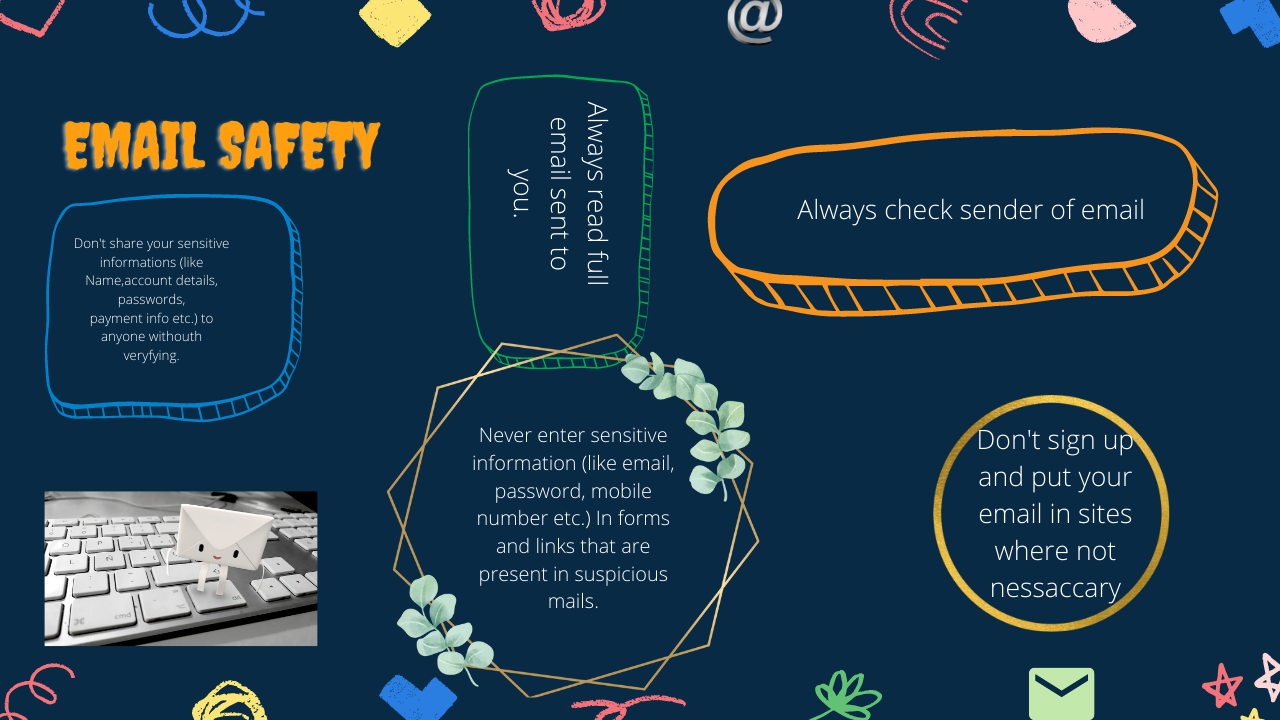 @
EMAIL SAFETY
Don't share your sensitive
informations (like
Name,account details,
passwords,
payment info etc.) to
anyone withouth
veryfying.
Always read full
email sent to
you.
Always check sender of email
Never enter sensitive
information (like email,
password, mobile
number etc.) In forms
and links that are
present in suspicious
mails.
Don't sign up
and put your
email in sites
where not
nessaccary
cmd